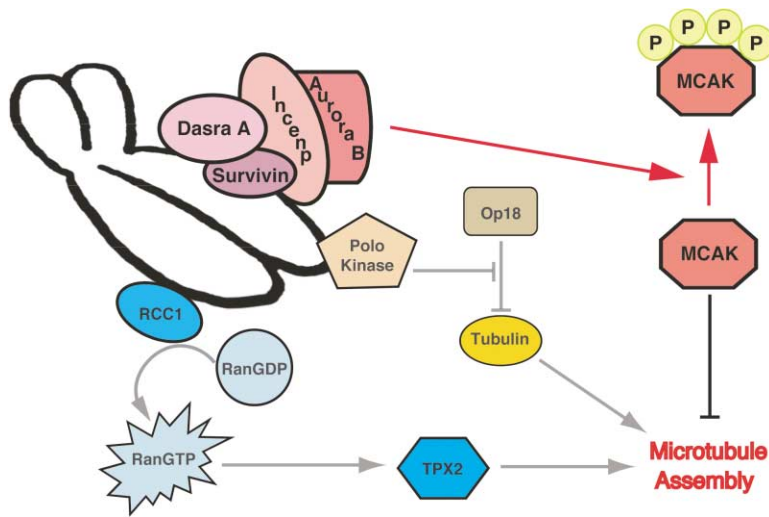 P P P P
MCAK
Aurora B
Incenp
Dasra A
Survivin
Op18
Polo
Kinase
MCAK
RCC1
Tubulin
RanGDP
RanGTP
TPX2
Microtubule
Assembly